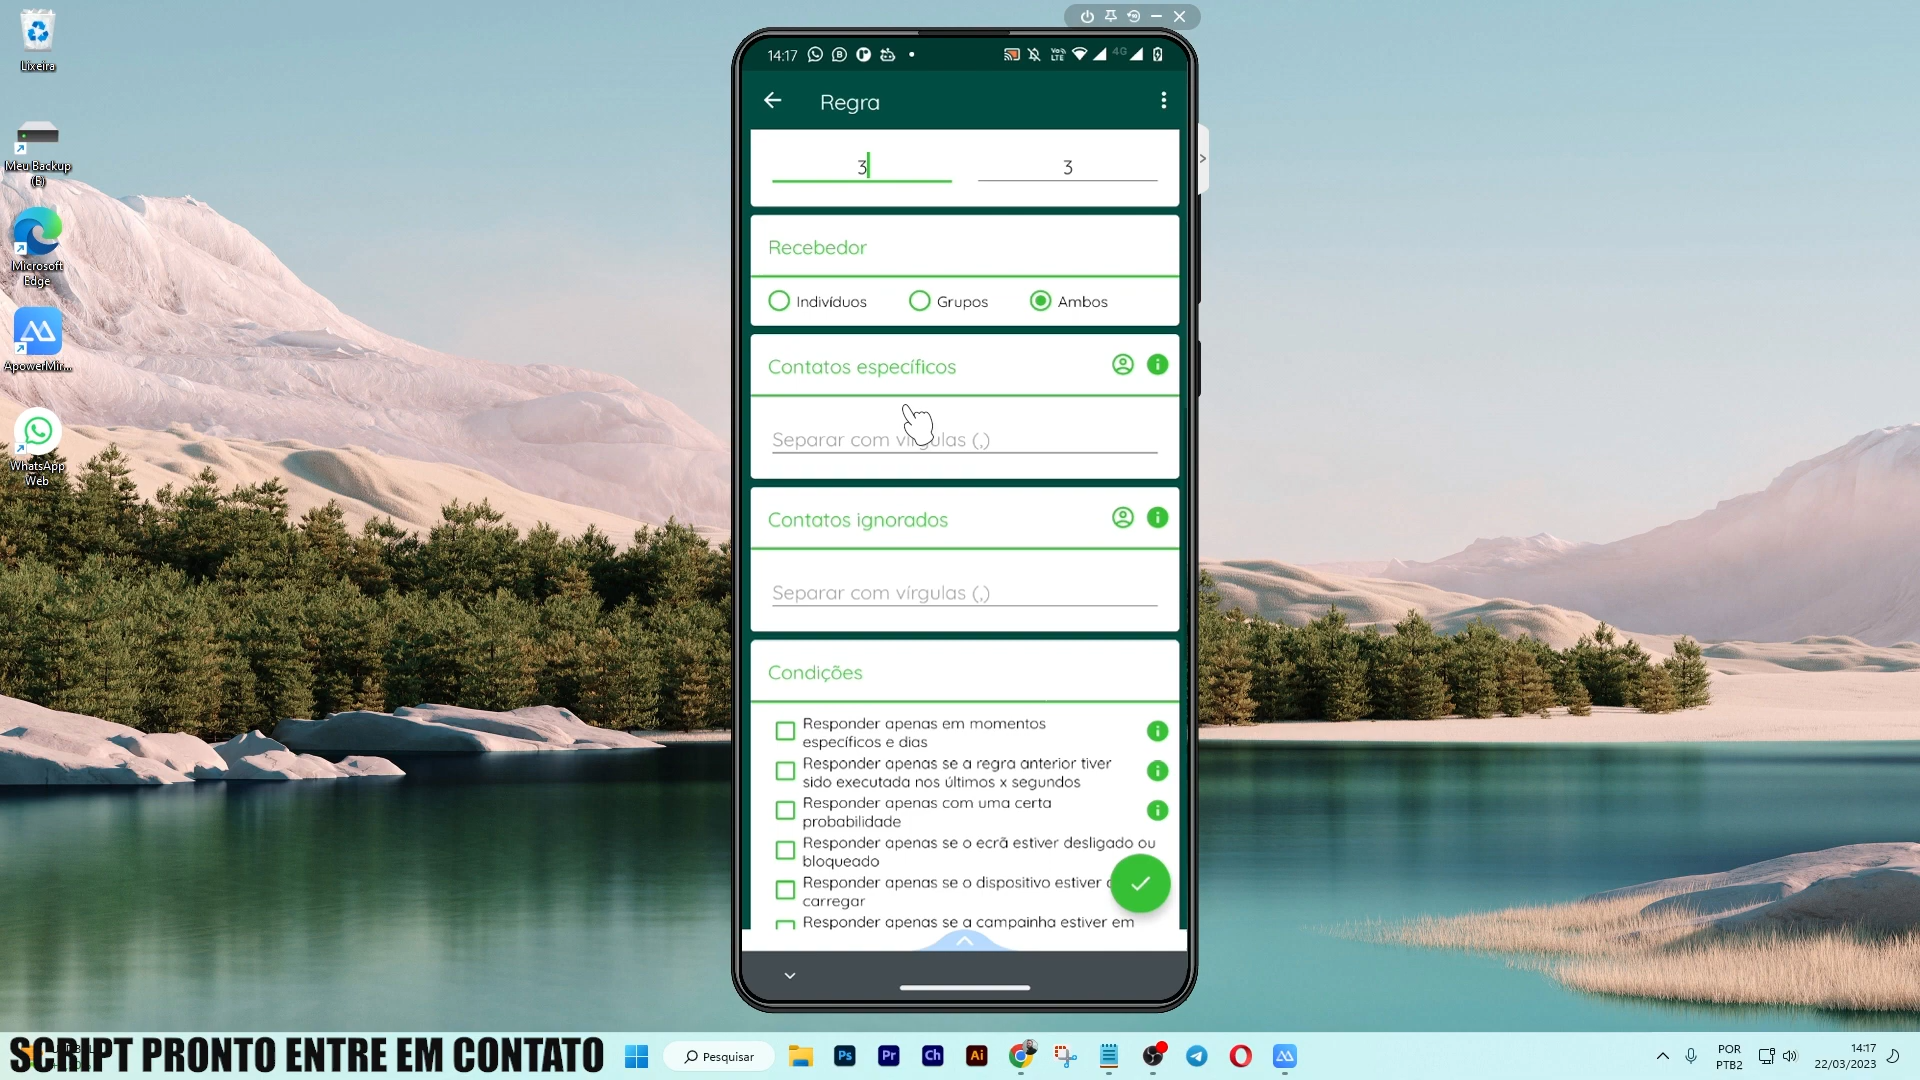 Lixeira
Meu Backup
(B)
Microsoft
Edge
ApowerMir...
WhatsApp
Web
14:17
Vo))
LTE
4G
Regra
3
3
Recebedor
Indivíduos
Grupos
Ambos
Contatos específicos
Separar com vírgulas (,)
Contatos ignorados
Separar com vírgulas (,)
Condições
Responder apenas em momentos
específicos e dias
Responder apenas se a regra anterior tiver
sido executada nos últimos x segundos
Responder apenas com uma certa
probabilidade
Responder apenas se o ecrã estiver desligado ou
bloqueado
Responder apenas se o dispositivo estiver
carregar
Responder apenas se a campainha estiver em
SCRIPT PRONTO ENTRE EM CONTATO
Pesquisar
Ps
Pr
Ch
Ai
POR
PTB2
14:17
22/03/2023